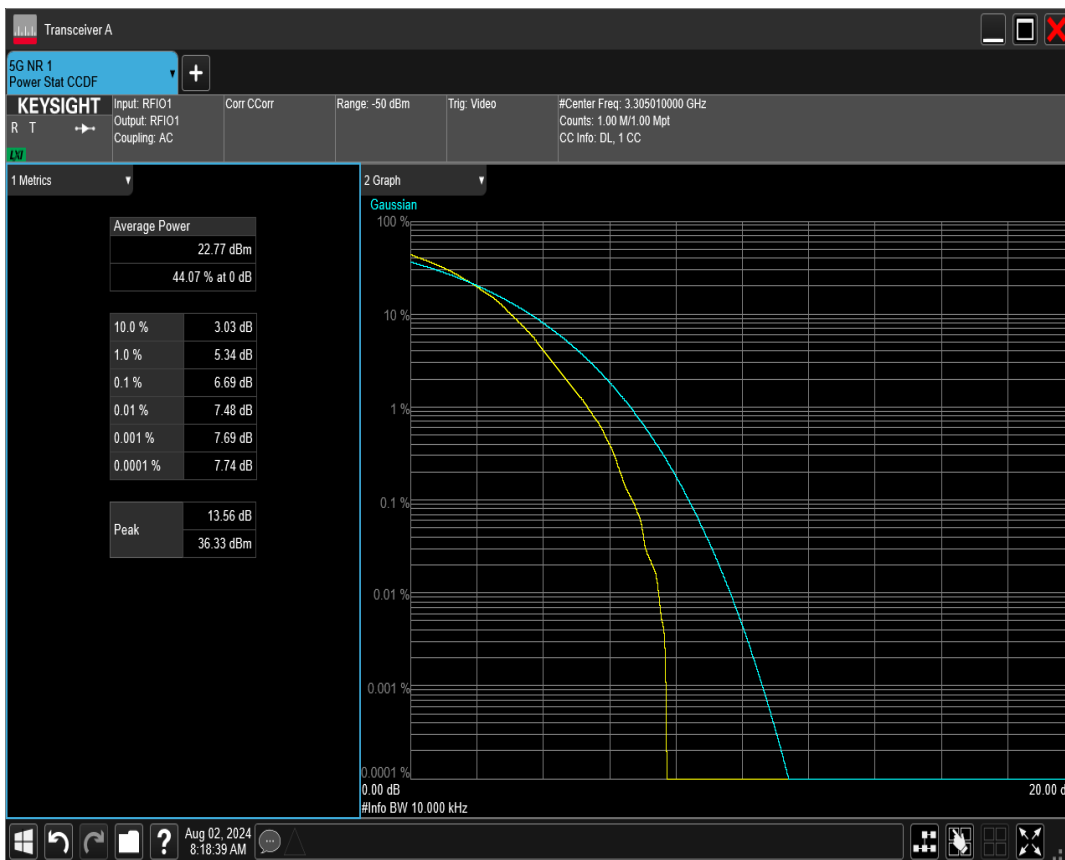 Transceiver A
5G NR 1
Power Stat CCDF
KEYSIGHT
R T
LXI
Input: RFIO1
Output: RFIO1
Coupling: AC
Corr CCorr
Range: -50 dBm
Trig: Video
#Center Freq: 3.305010000 GHz
Counts: 1.00 M/1.00 Mpt
CC Info: DL, 1 CC
1 Metrics
Average Power
22.77 dBm
44.07 % at 0 dB
10.0 % 3.03 dB
1.0 % 5.34 dB
0.1 % 6.69 dB
0.01 % 7.48 dB
0.001 % 7.69 dB
0.0001 % 7.74 dB
Peak
13.56 dB
36.33 dBm
2 Graph
Gaussian
100 %
10 %
1 %
0.1 %
0.01 %
0.001 %
0.0001 %
0.00 dB
20.00 d
#Info BW 10.000 kHz
?
Aug 02, 2024
8:18:39 AM